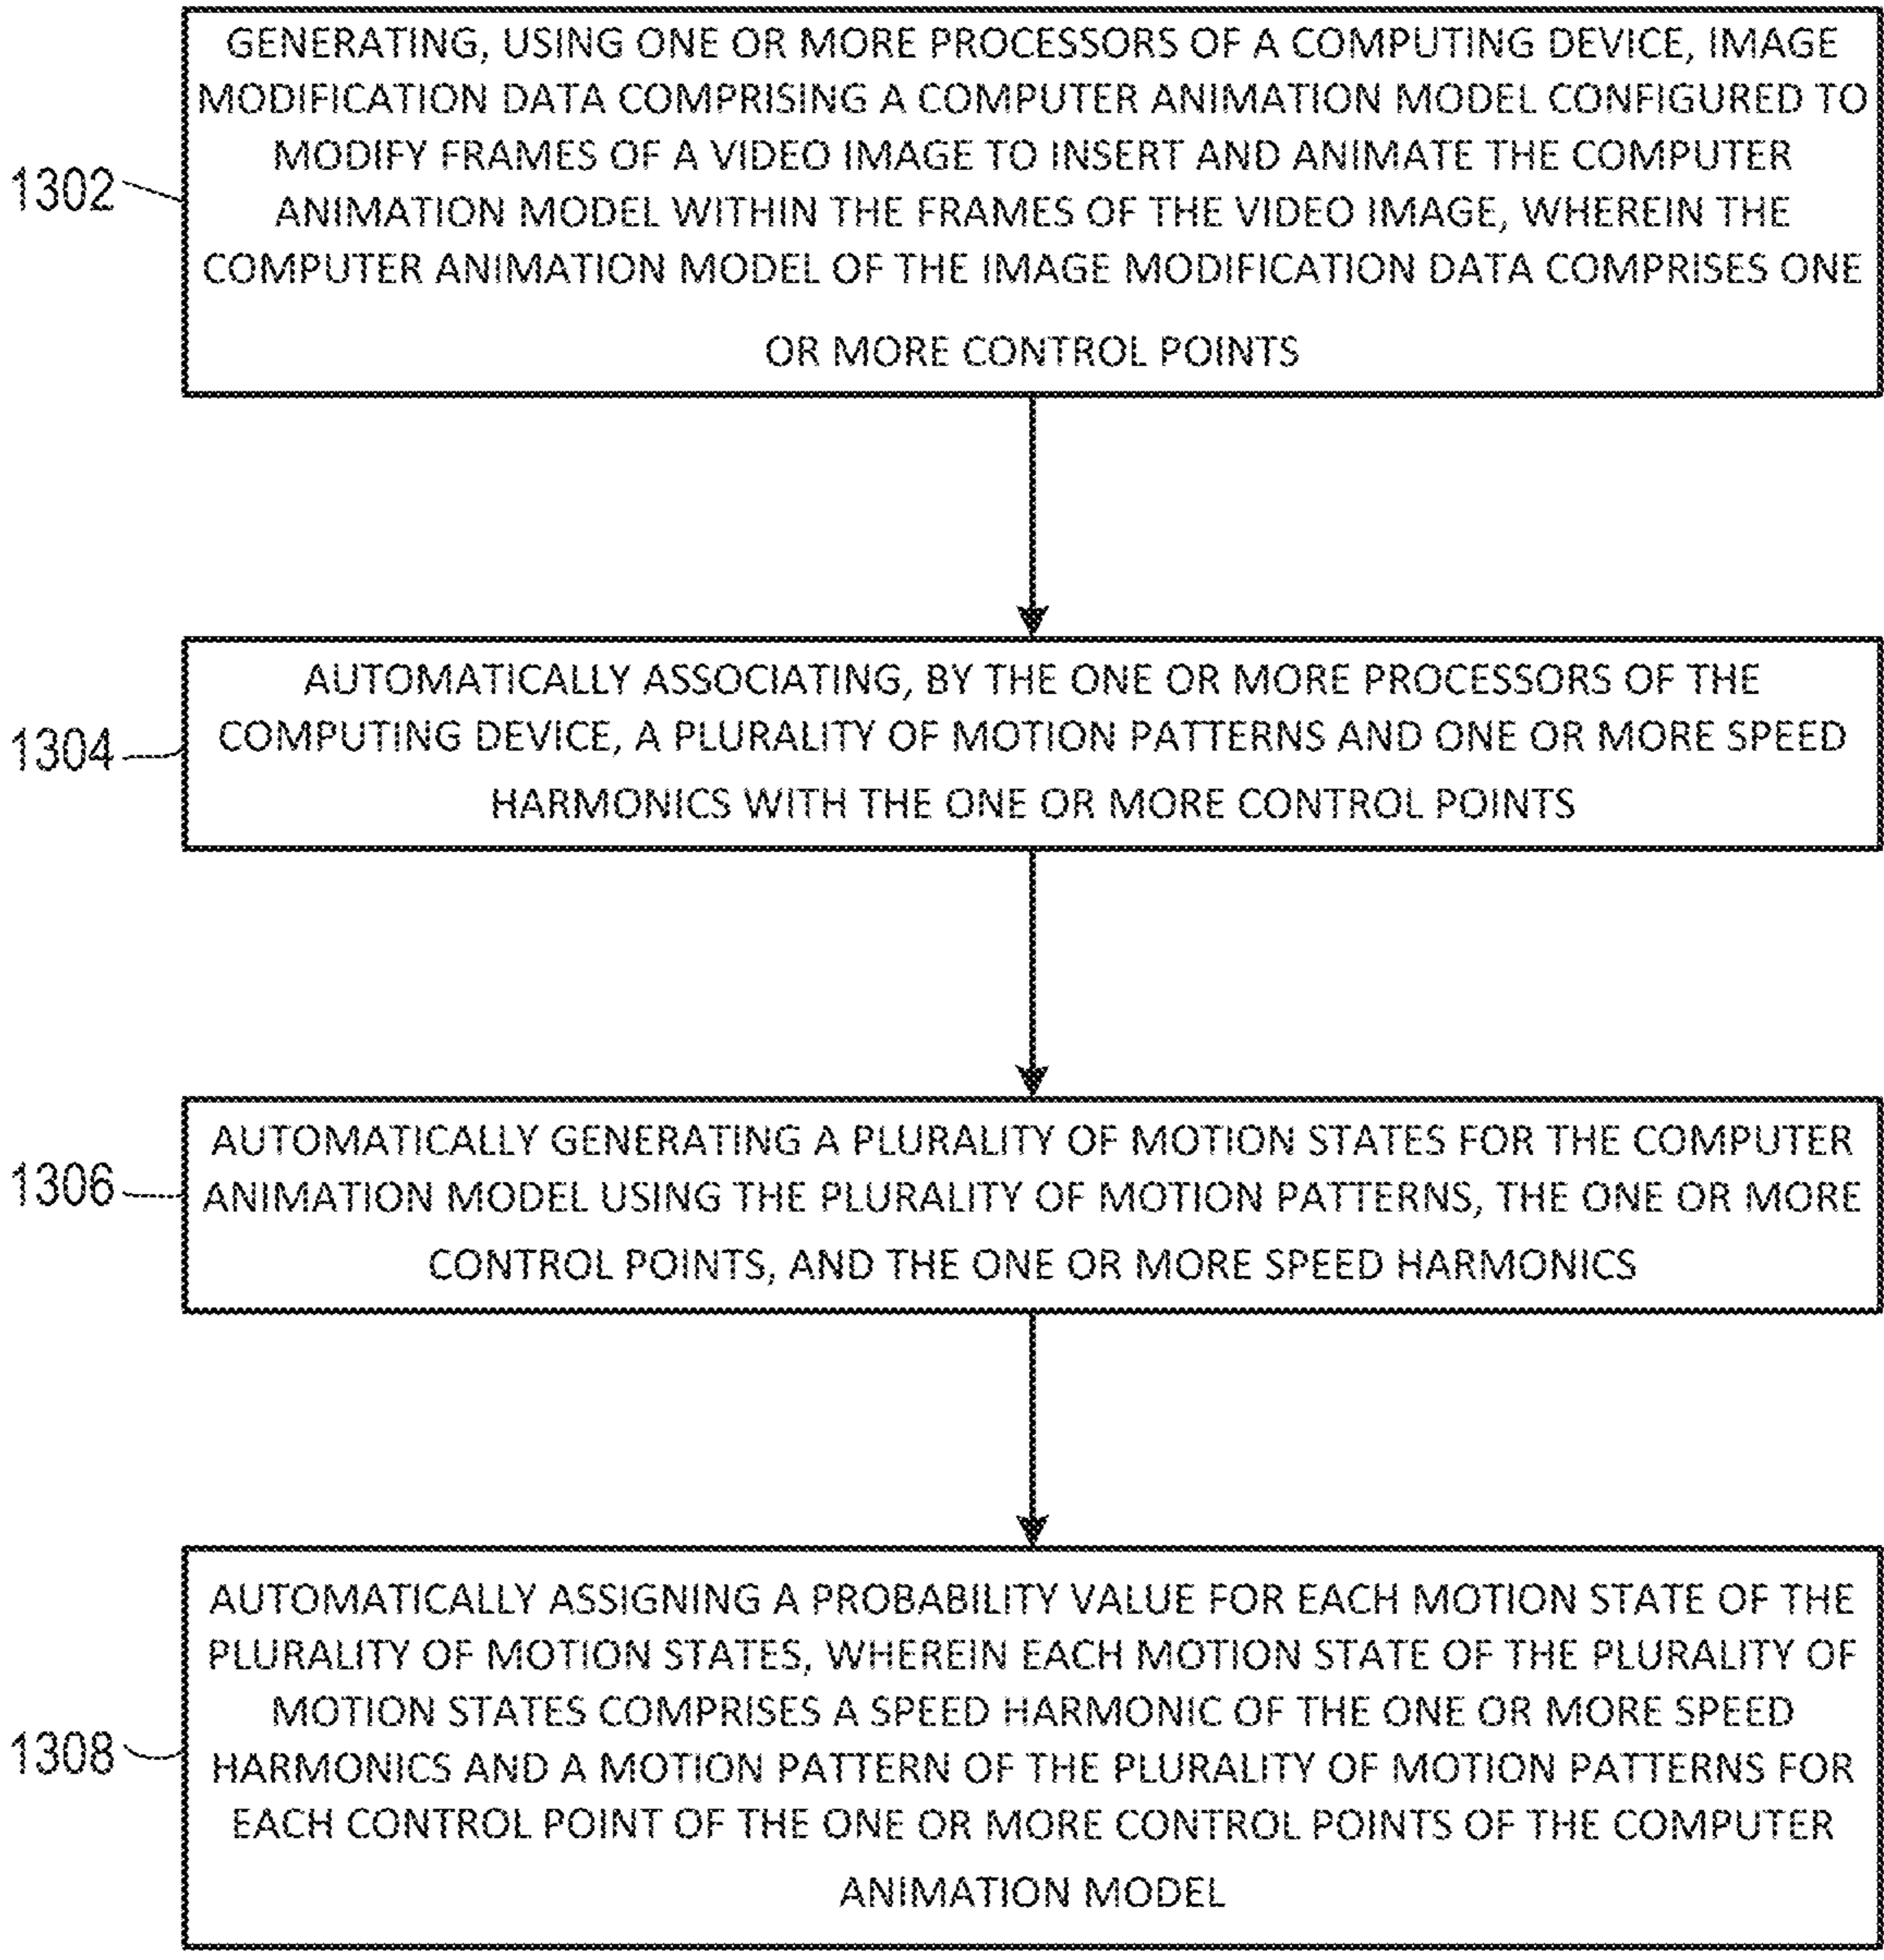 GENERATING, USING ONE OR MORE PROCESSORS OF A COMPUTING DEVICE, IMAGE
MODIFICATION DATA COMPRISING A COMPUTER ANIMATION MODEL CONFIGURED TO
MODIFY FRAMES OF A VIDEO IMAGE TO INSERT AND ANIMATE THE COMPUTER
1302
ANIMATION MODEL WITHIN THE FRAMES OF THE VIDEO IMAGE, WHEREIN THE
COMPUTER ANIMATION MODEL OF THE IMAGE MODIFICATION DATA COMPRISES ONE
OR MORE CONTROL POINTS
AUTOMATICALLY ASSOCIATING, BY THE ONE OR MORE PROCESSORS OF THE
1304
COMPUTING DEVICE, A PLURALITY OF MOTION PATTERNS AND ONE OR MORE SPEED
HARMONICS WITH THE ONE OR MORE CONTROL POINTS
AUTOMATICALLY GENERATING A PLURALITY OF MOTION STATES FOR THE COMPUTER
1306
ANIMATION MODEL USING THE PLURALITY OF MOTION PATTERNS, THE ONE OR MORE
CONTROL POINTS, AND THE ONE OR MORE SPEED HARMONICS
AUTOMATICALLY ASSIGNING A PROBABILITY VALUE FOR EACH MOTION STATE OF THE
PLURALITY OF MOTION STATES, WHEREIN EACH MOTION STATE OF THE PLURALITY OF
MOTION STATES COMPRISES A SPEED HARMONIC OF THE ONE OR MORE SPEED
1308
HARMONICS AND A MOTION PATTERN OF THE PLURALITY OF MOTION PATTERNS FOR
EACH CONTROL POINT OF THE ONE OR MORE CONTROL POINTS OF THE COMPUTER
ANIMATION MODEL